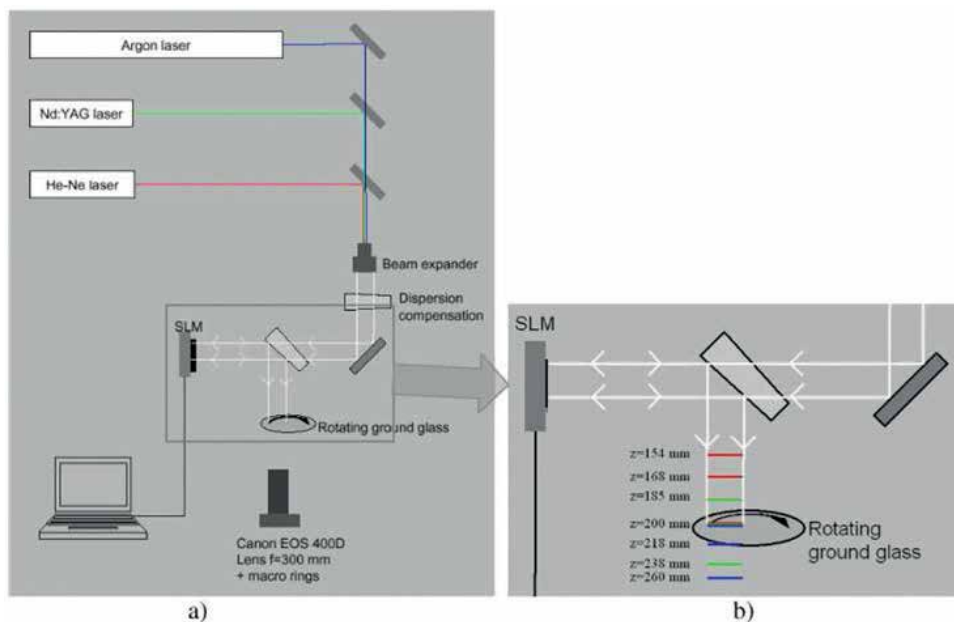 Argon laser
Nd:YAG laser
He-Ne laser
Beam expander
Dispersion
compensation
SLM
Rotating ground glass
Canon EOS 400D
Lens f=300 mm
+ macro rings
a)
SLM
z=154 mm
z=168 mm
z=185 mm
z=200 mm
z=218 mm
z=238 mm
z=260 mm
Rotating
ground glass
b)